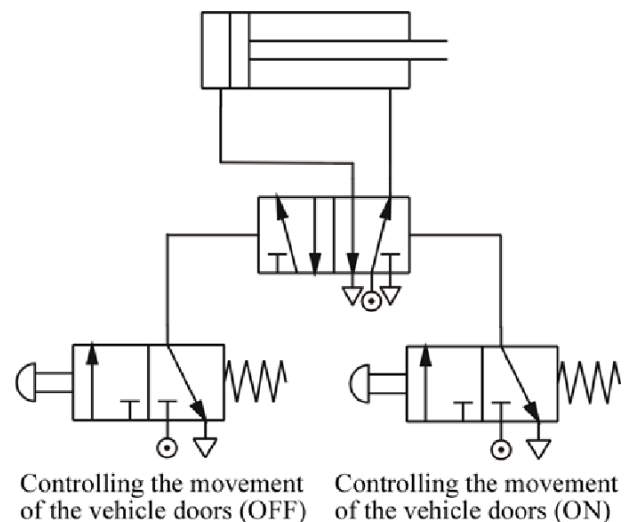 Controlling the movement
of the vehicle doors (OFF)
Controlling the movement
of the vehicle doors (ON)